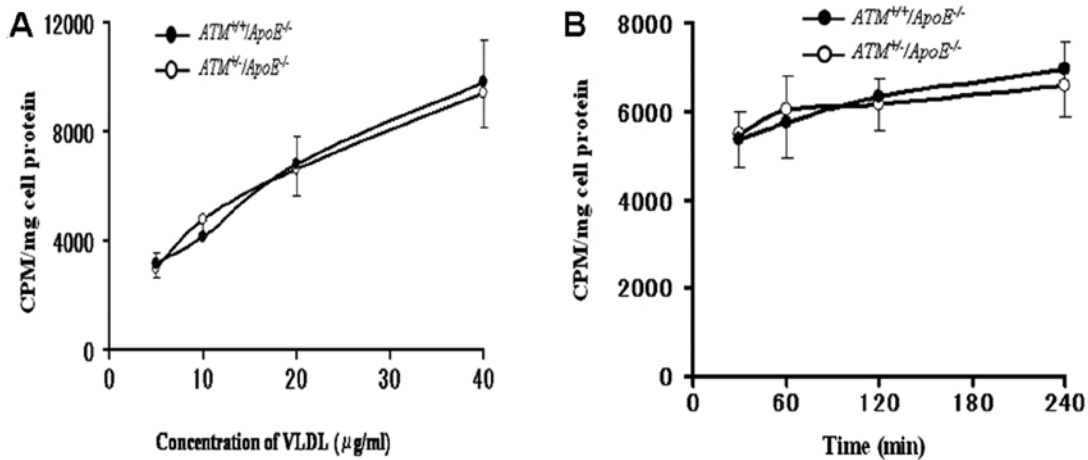 A
ATM+/+/ApoE-/-
ATM+/-/ApoE-/-
CPM/mg cell protein
12000
8000
4000
0
0 10 20 30 40
Concentration of VLDL (μg/ml)
B
ATM+/+/ApoE-/-
ATM+/-/ApoE-/-
CPM/mg cell protein
8000
6000
4000
2000
0
0 60 120 180 240
Time (min)